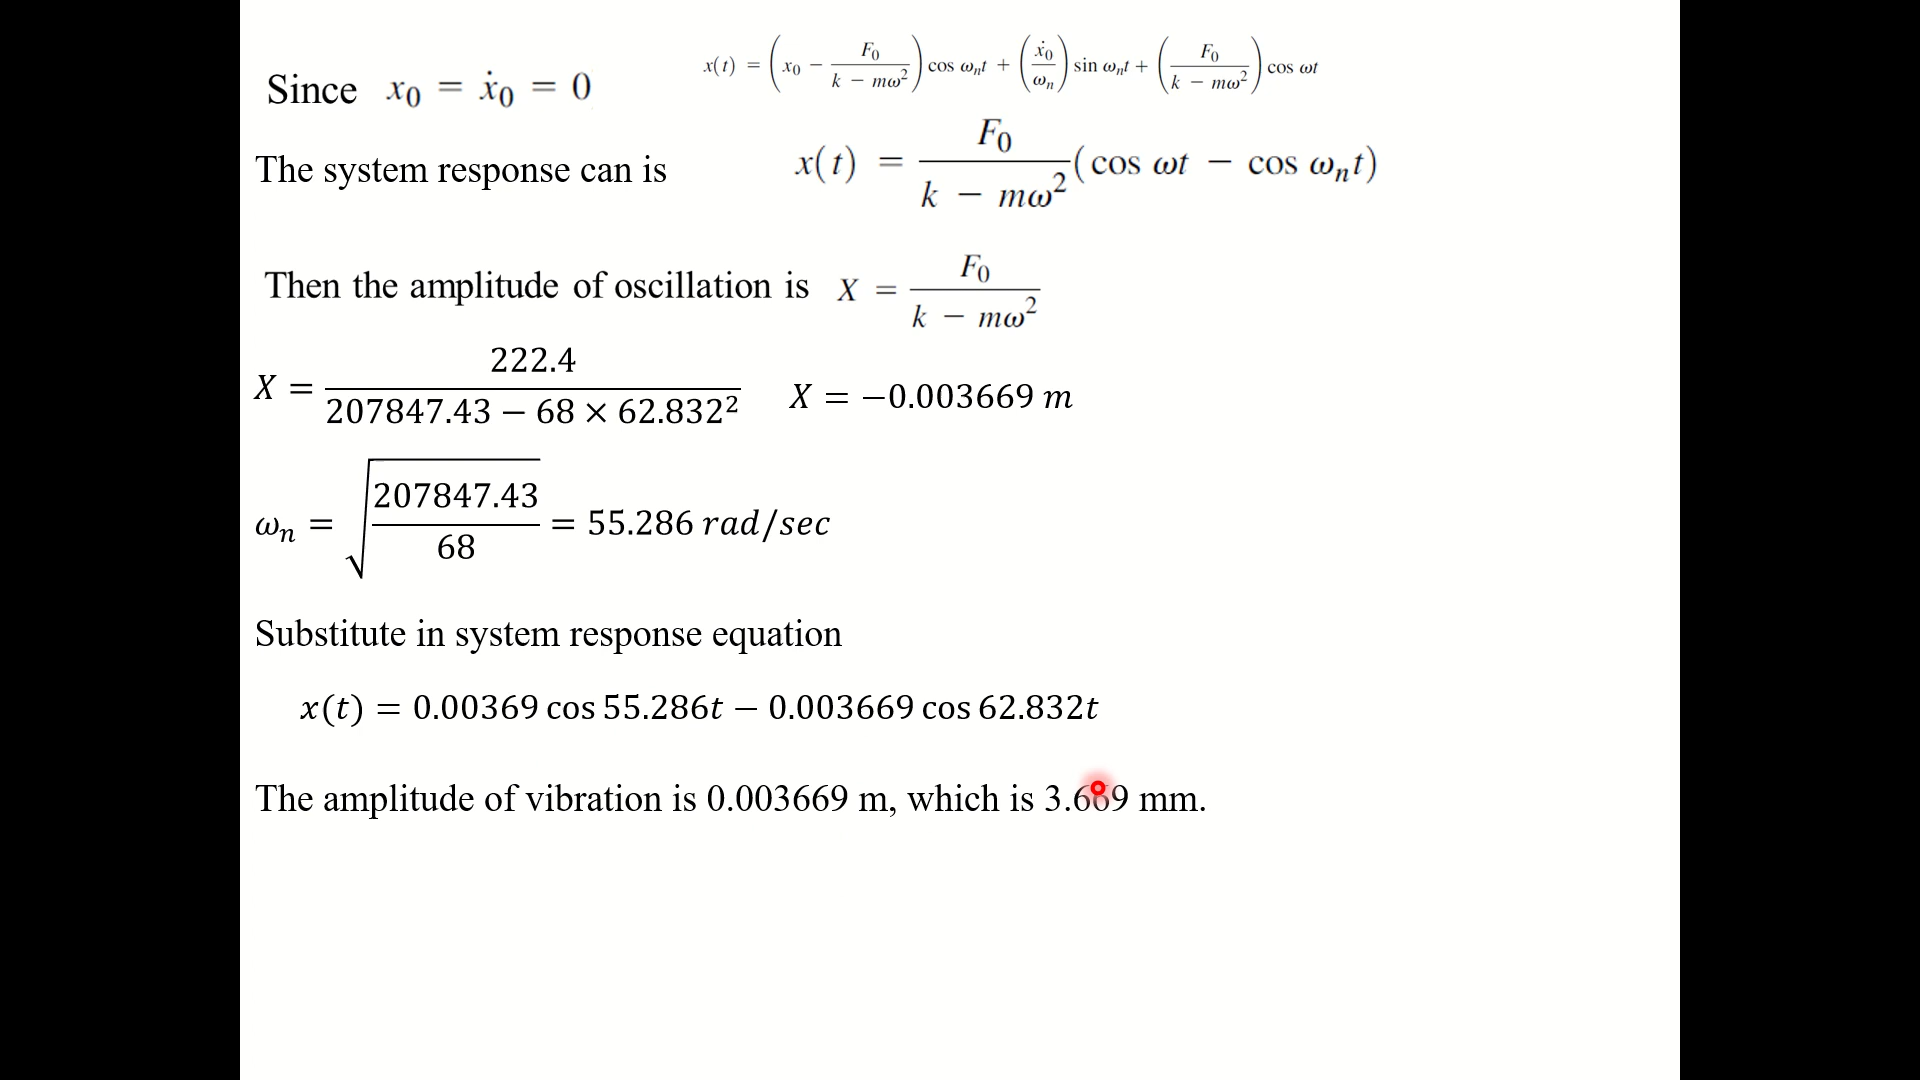 Since x₀ = ẋ₀ = 0
x(t) = (x₀ − F₀/(k − mω²)) cos ωₙt + (ẋ₀/ωₙ) sin ωₙt + (F₀/(k − mω²)) cos ωt
The system response can is x(t) = F₀/(k − mω²) (cos ωt − cos ωₙt)
Then the amplitude of oscillation is X = F₀/(k − mω²)
X = 222.4/(207847.43 − 68 × 62.832²) X = −0.003669 m
ωₙ = √(207847.43/68) = 55.286 rad/sec
Substitute in system response equation
x(t) = 0.00369 cos 55.286t − 0.003669 cos 62.832t
The amplitude of vibration is 0.003669 m, which is 3.669 mm.